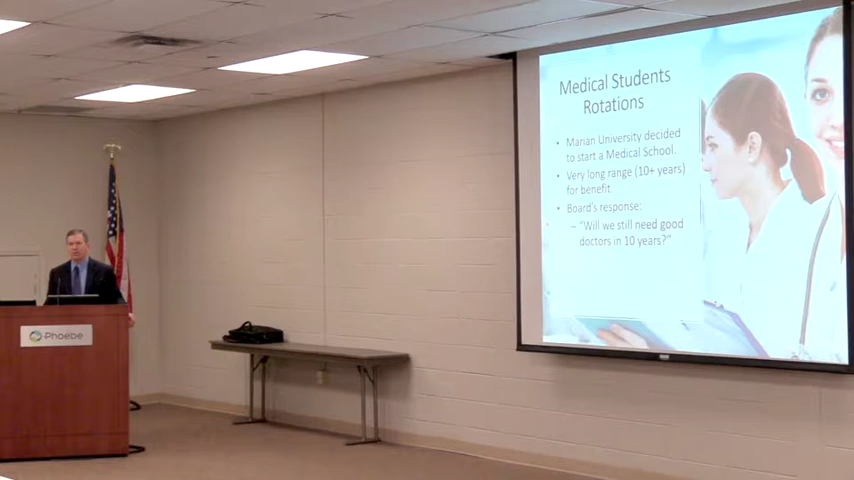 Medical Students
Rotations
• Marian University decided
to start a Medical School.
• Very long range (10+ years)
for benefit.
• Board's response:
– "Will we still need good
doctors in 10 years?"
Phoebe